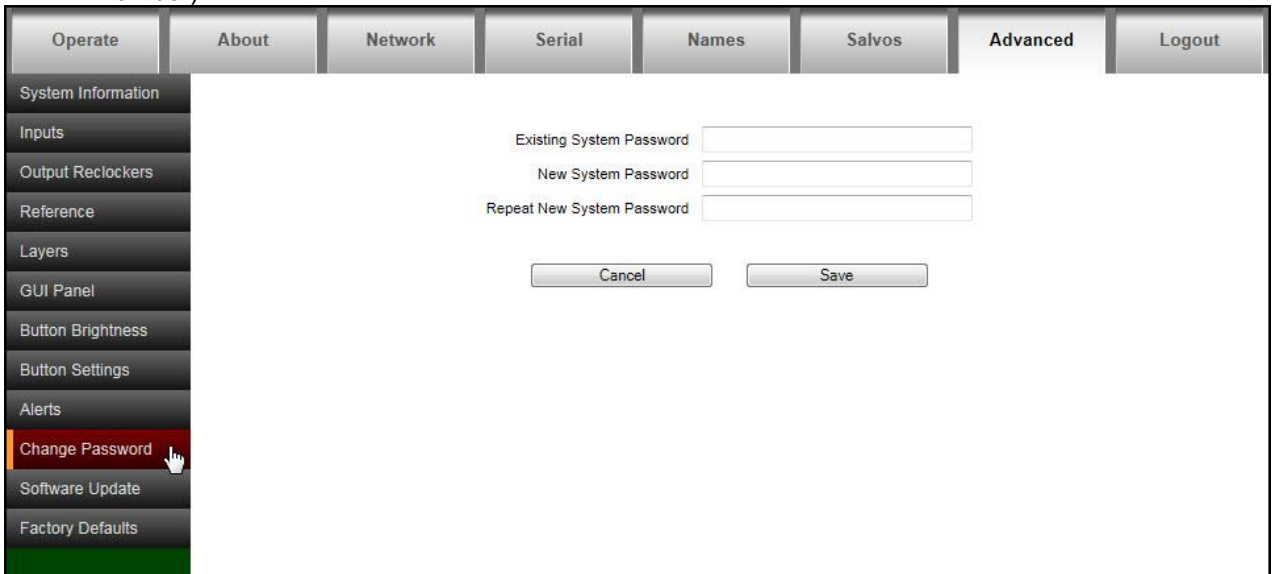 Operate About Network Serial Names Salvos Advanced Logout
System Information
Inputs
Output Reclockers
Reference
Layers
GUI Panel
Button Brightness
Button Settings
Alerts
Change Password
Software Update
Factory Defaults
Existing System Password
New System Password
Repeat New System Password
Cancel Save